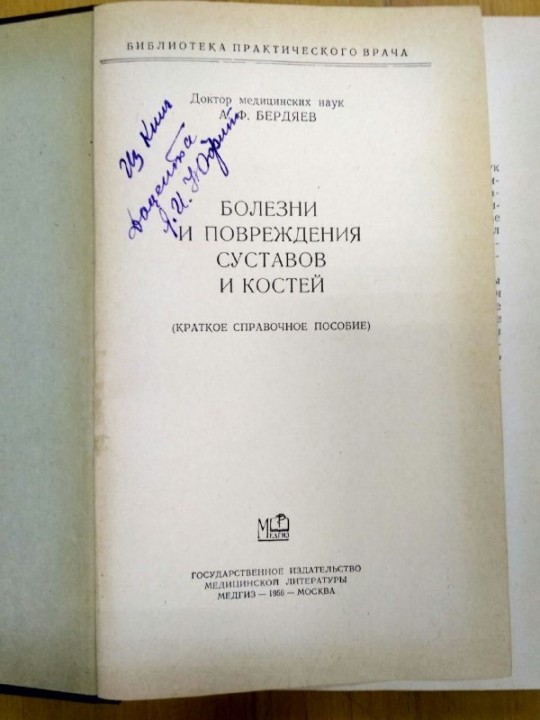 БИБЛИОТЕКА ПРАКТИЧЕСКОГО ВРАЧА
Доктор медицинских наук
А. Ф. БЕРДЯЕВ
Из книг
доцента
БОЛЕЗНИ
И ПОВРЕЖДЕНИЯ
СУСТАВОВ
И КОСТЕЙ
(КРАТКОЕ СПРАВОЧНОЕ ПОСОБИЕ)
МЕДГИЗ
ГОСУДАРСТВЕННОЕ ИЗДАТЕЛЬСТВО
МЕДИЦИНСКОЙ ЛИТЕРАТУРЫ
МЕДГИЗ — 1956 — МОСКВА